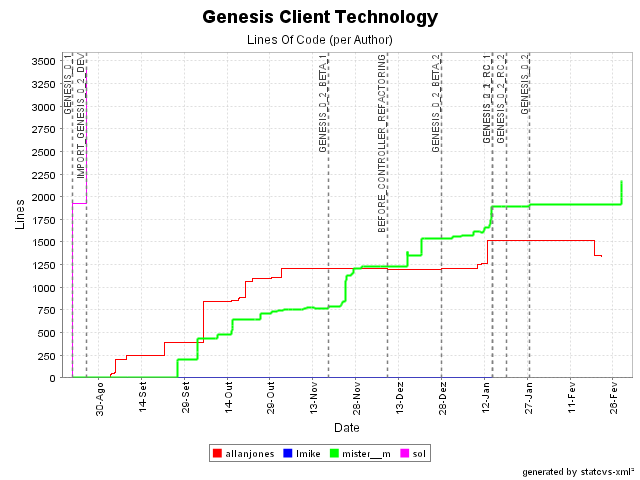 Genesis Client Technology
Lines Of Code (per Author)
GENESIS_0_1
IMPORT_GENESIS_0_2_DEV
GENESIS_0_2_BETA_1
BEFORE_CONTROLLER_REFACTORING
GENESIS_0_2_BETA_2
GENESIS_0_2_RC_1
GENESIS_0_2_RC_2
GENESIS_0_2
3500
3250
3000
2750
2500
2250
2000
1750
1500
1250
1000
750
500
250
0
Lines
30-Ago
14-Set
29-Set
14-Out
29-Out
13-Nov
28-Nov
13-Dez
28-Dez
12-Jan
27-Jan
11-Fev
26-Fev
Date
allanjones lmike mister__m sol
generated by statcvs-xml²